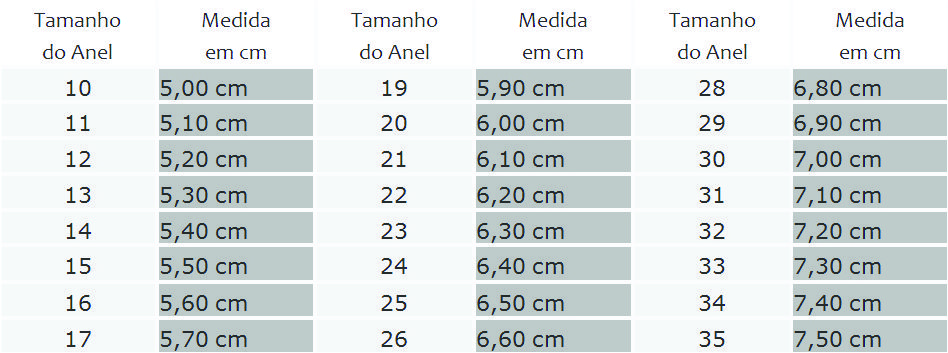 Tamanho do Anel Medida em cm Tamanho do Anel Medida em cm Tamanho do Anel Medida em cm
10 5,00 cm 19 5,90 cm 28 6,80 cm
11 5,10 cm 20 6,00 cm 29 6,90 cm
12 5,20 cm 21 6,10 cm 30 7,00 cm
13 5,30 cm 22 6,20 cm 31 7,10 cm
14 5,40 cm 23 6,30 cm 32 7,20 cm
15 5,50 cm 24 6,40 cm 33 7,30 cm
16 5,60 cm 25 6,50 cm 34 7,40 cm
17 5,70 cm 26 6,60 cm 35 7,50 cm